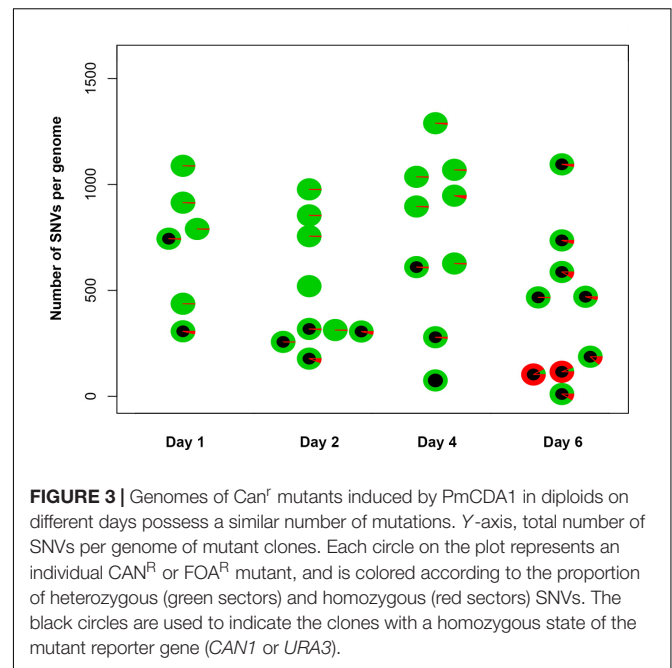 1500
1000
500
0
Number of SNVs per genome
Day 1 Day 2 Day 4 Day 6
FIGURE 3 | Genomes of Canʳ mutants induced by PmCDA1 in diploids on
different days possess a similar number of mutations. Y-axis, total number of
SNVs per genome of mutant clones. Each circle on the plot represents an
individual CANᴿ or FOAᴿ mutant, and is colored according to the proportion
of heterozygous (green sectors) and homozygous (red sectors) SNVs. The
black circles are used to indicate the clones with a homozygous state of the
mutant reporter gene (CAN1 or URA3).